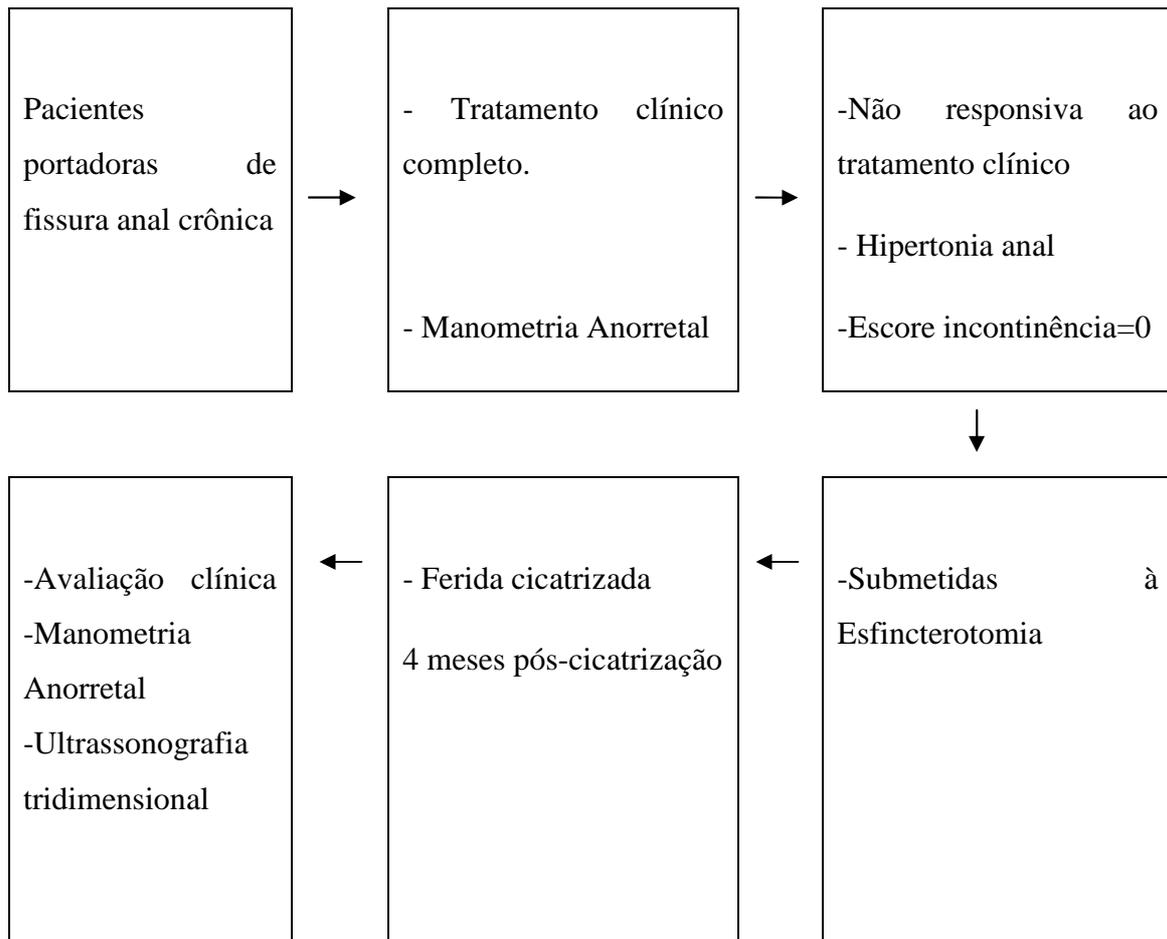 Pacientes
portadoras de
fissura anal crônica
- Tratamento clínico
completo.
- Manometria Anorretal
-Não responsiva ao
tratamento clínico
- Hipertonia anal
-Escore incontinência=0
-Submetidas à
Esfincterotomia
- Ferida cicatrizada
4 meses pós-cicatrização
-Avaliação clínica
-Manometria
Anorretal
-Ultrassonografia
tridimensional